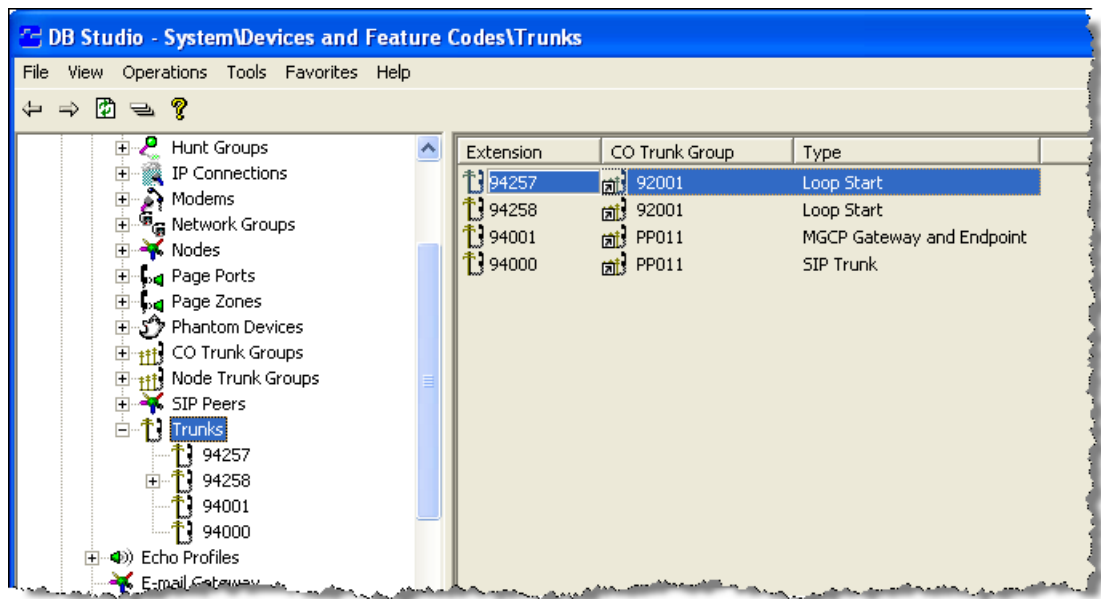 DB Studio - System\Devices and Feature Codes\Trunks
File View Operations Tools Favorites Help
Hunt Groups
IP Connections
Modems
Network Groups
Nodes
Page Ports
Page Zones
Phantom Devices
CO Trunk Groups
Node Trunk Groups
SIP Peers
Trunks
94257
94258
94001
94000
Echo Profiles
E-mail Gateway
Extension CO Trunk Group Type
94257 92001 Loop Start
94258 92001 Loop Start
94001 PP011 MGCP Gateway and Endpoint
94000 PP011 SIP Trunk